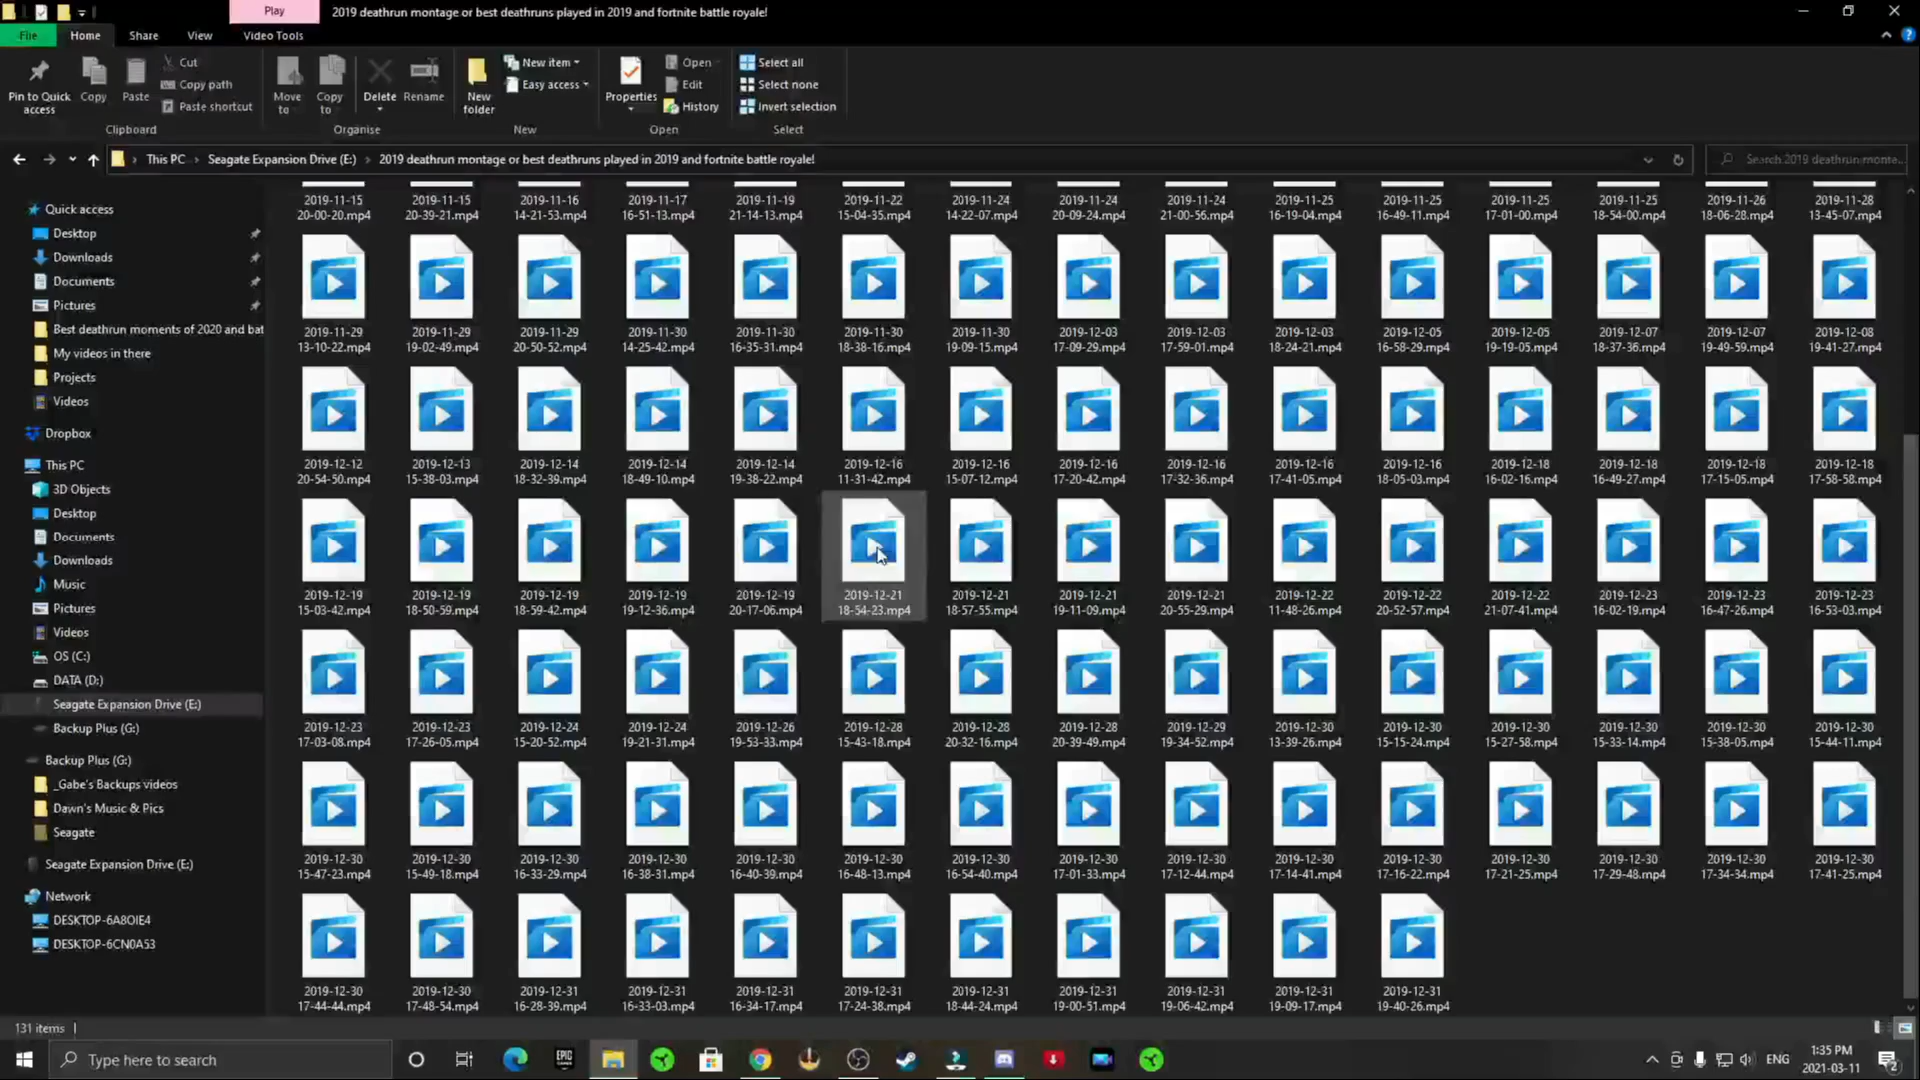 Play
2019 deathrun montage or best deathruns played in 2019 and fortnite battle royale!
File Home Share View Video Tools
Pin to Quick access
Copy
Paste
Cut
Copy path
Paste shortcut
Clipboard
Move to
Copy to
Delete
Rename
Organise
New folder
New item
Easy access
New
Properties
Open
Edit
History
Open
Select all
Select none
Invert selection
Select
This PC > Seagate Expansion Drive (E:) > 2019 deathrun montage or best deathruns played in 2019 and fortnite battle royale!
Search 2019 deathrun monte...
Quick access
Desktop
Downloads
Documents
Pictures
Best deathrun moments of 2020 and bat
My videos in there
Projects
Videos
Dropbox
This PC
3D Objects
Desktop
Documents
Downloads
Music
Pictures
Videos
OS (C:)
DATA (D:)
Seagate Expansion Drive (E:)
Backup Plus (G:)
Backup Plus (G:)
_Gabe's Backups videos
Dawn's Music & Pics
Seagate
Seagate Expansion Drive (E:)
Network
DESKTOP-6A8OIE4
DESKTOP-6CN0A53
2019-11-15 2019-11-15 2019-11-16 2019-11-17 2019-11-19 2019-11-22 2019-11-24 2019-11-24 2019-11-24 2019-11-25 2019-11-25 2019-11-25 2019-11-25 2019-11-26 2019-11-28
20-00-20.mp4 20-39-21.mp4 14-21-53.mp4 16-51-13.mp4 21-14-13.mp4 15-04-35.mp4 14-22-07.mp4 20-09-24.mp4 21-00-56.mp4 16-19-04.mp4 16-49-11.mp4 17-01-00.mp4 18-54-00.mp4 18-06-28.mp4 13-45-07.mp4
2019-11-29 2019-11-29 2019-11-29 2019-11-30 2019-11-30 2019-11-30 2019-11-30 2019-12-03 2019-12-03 2019-12-03 2019-12-05 2019-12-05 2019-12-07 2019-12-07 2019-12-08
13-10-22.mp4 19-02-49.mp4 20-50-52.mp4 14-25-42.mp4 16-35-31.mp4 18-38-16.mp4 19-09-15.mp4 17-09-29.mp4 17-59-01.mp4 18-24-21.mp4 16-58-29.mp4 19-19-05.mp4 18-37-36.mp4 19-49-59.mp4 19-41-27.mp4
2019-12-12 2019-12-13 2019-12-14 2019-12-14 2019-12-14 2019-12-16 2019-12-16 2019-12-16 2019-12-16 2019-12-16 2019-12-16 2019-12-18 2019-12-18 2019-12-18 2019-12-18
20-54-50.mp4 15-38-03.mp4 18-32-39.mp4 18-49-10.mp4 19-38-22.mp4 11-31-42.mp4 15-07-12.mp4 17-20-42.mp4 17-32-36.mp4 17-41-05.mp4 18-05-03.mp4 16-02-16.mp4 16-49-27.mp4 17-15-05.mp4 17-58-58.mp4
2019-12-19 2019-12-19 2019-12-19 2019-12-19 2019-12-19 2019-12-21 2019-12-21 2019-12-21 2019-12-21 2019-12-22 2019-12-22 2019-12-22 2019-12-23 2019-12-23 2019-12-23
15-03-42.mp4 18-50-59.mp4 18-59-42.mp4 19-12-36.mp4 20-17-06.mp4 18-54-23.mp4 18-57-55.mp4 19-11-09.mp4 20-55-29.mp4 11-48-26.mp4 20-52-57.mp4 21-07-41.mp4 16-02-19.mp4 16-47-26.mp4 16-53-03.mp4
2019-12-23 2019-12-23 2019-12-24 2019-12-24 2019-12-26 2019-12-28 2019-12-28 2019-12-28 2019-12-29 2019-12-30 2019-12-30 2019-12-30 2019-12-30 2019-12-30 2019-12-30
17-03-08.mp4 17-26-05.mp4 15-20-52.mp4 19-21-31.mp4 19-53-33.mp4 15-43-18.mp4 20-32-16.mp4 20-39-49.mp4 19-34-52.mp4 13-39-26.mp4 15-15-24.mp4 15-27-58.mp4 15-33-14.mp4 15-38-05.mp4 15-44-11.mp4
2019-12-30 2019-12-30 2019-12-30 2019-12-30 2019-12-30 2019-12-30 2019-12-30 2019-12-30 2019-12-30 2019-12-30 2019-12-30 2019-12-30 2019-12-30 2019-12-30 2019-12-30
15-47-23.mp4 15-49-18.mp4 16-33-29.mp4 16-38-31.mp4 16-40-39.mp4 16-48-13.mp4 16-54-40.mp4 17-01-33.mp4 17-12-44.mp4 17-14-41.mp4 17-16-22.mp4 17-21-25.mp4 17-29-48.mp4 17-34-34.mp4 17-41-25.mp4
2019-12-30 2019-12-30 2019-12-31 2019-12-31 2019-12-31 2019-12-31 2019-12-31 2019-12-31 2019-12-31 2019-12-31 2019-12-31
17-44-44.mp4 17-48-54.mp4 16-28-39.mp4 16-33-03.mp4 16-34-17.mp4 17-24-38.mp4 18-44-24.mp4 19-00-51.mp4 19-06-42.mp4 19-09-17.mp4 19-40-26.mp4
131 items
Type here to search
EPIC GAMES
ENG
1:35 PM
2021-03-11
2